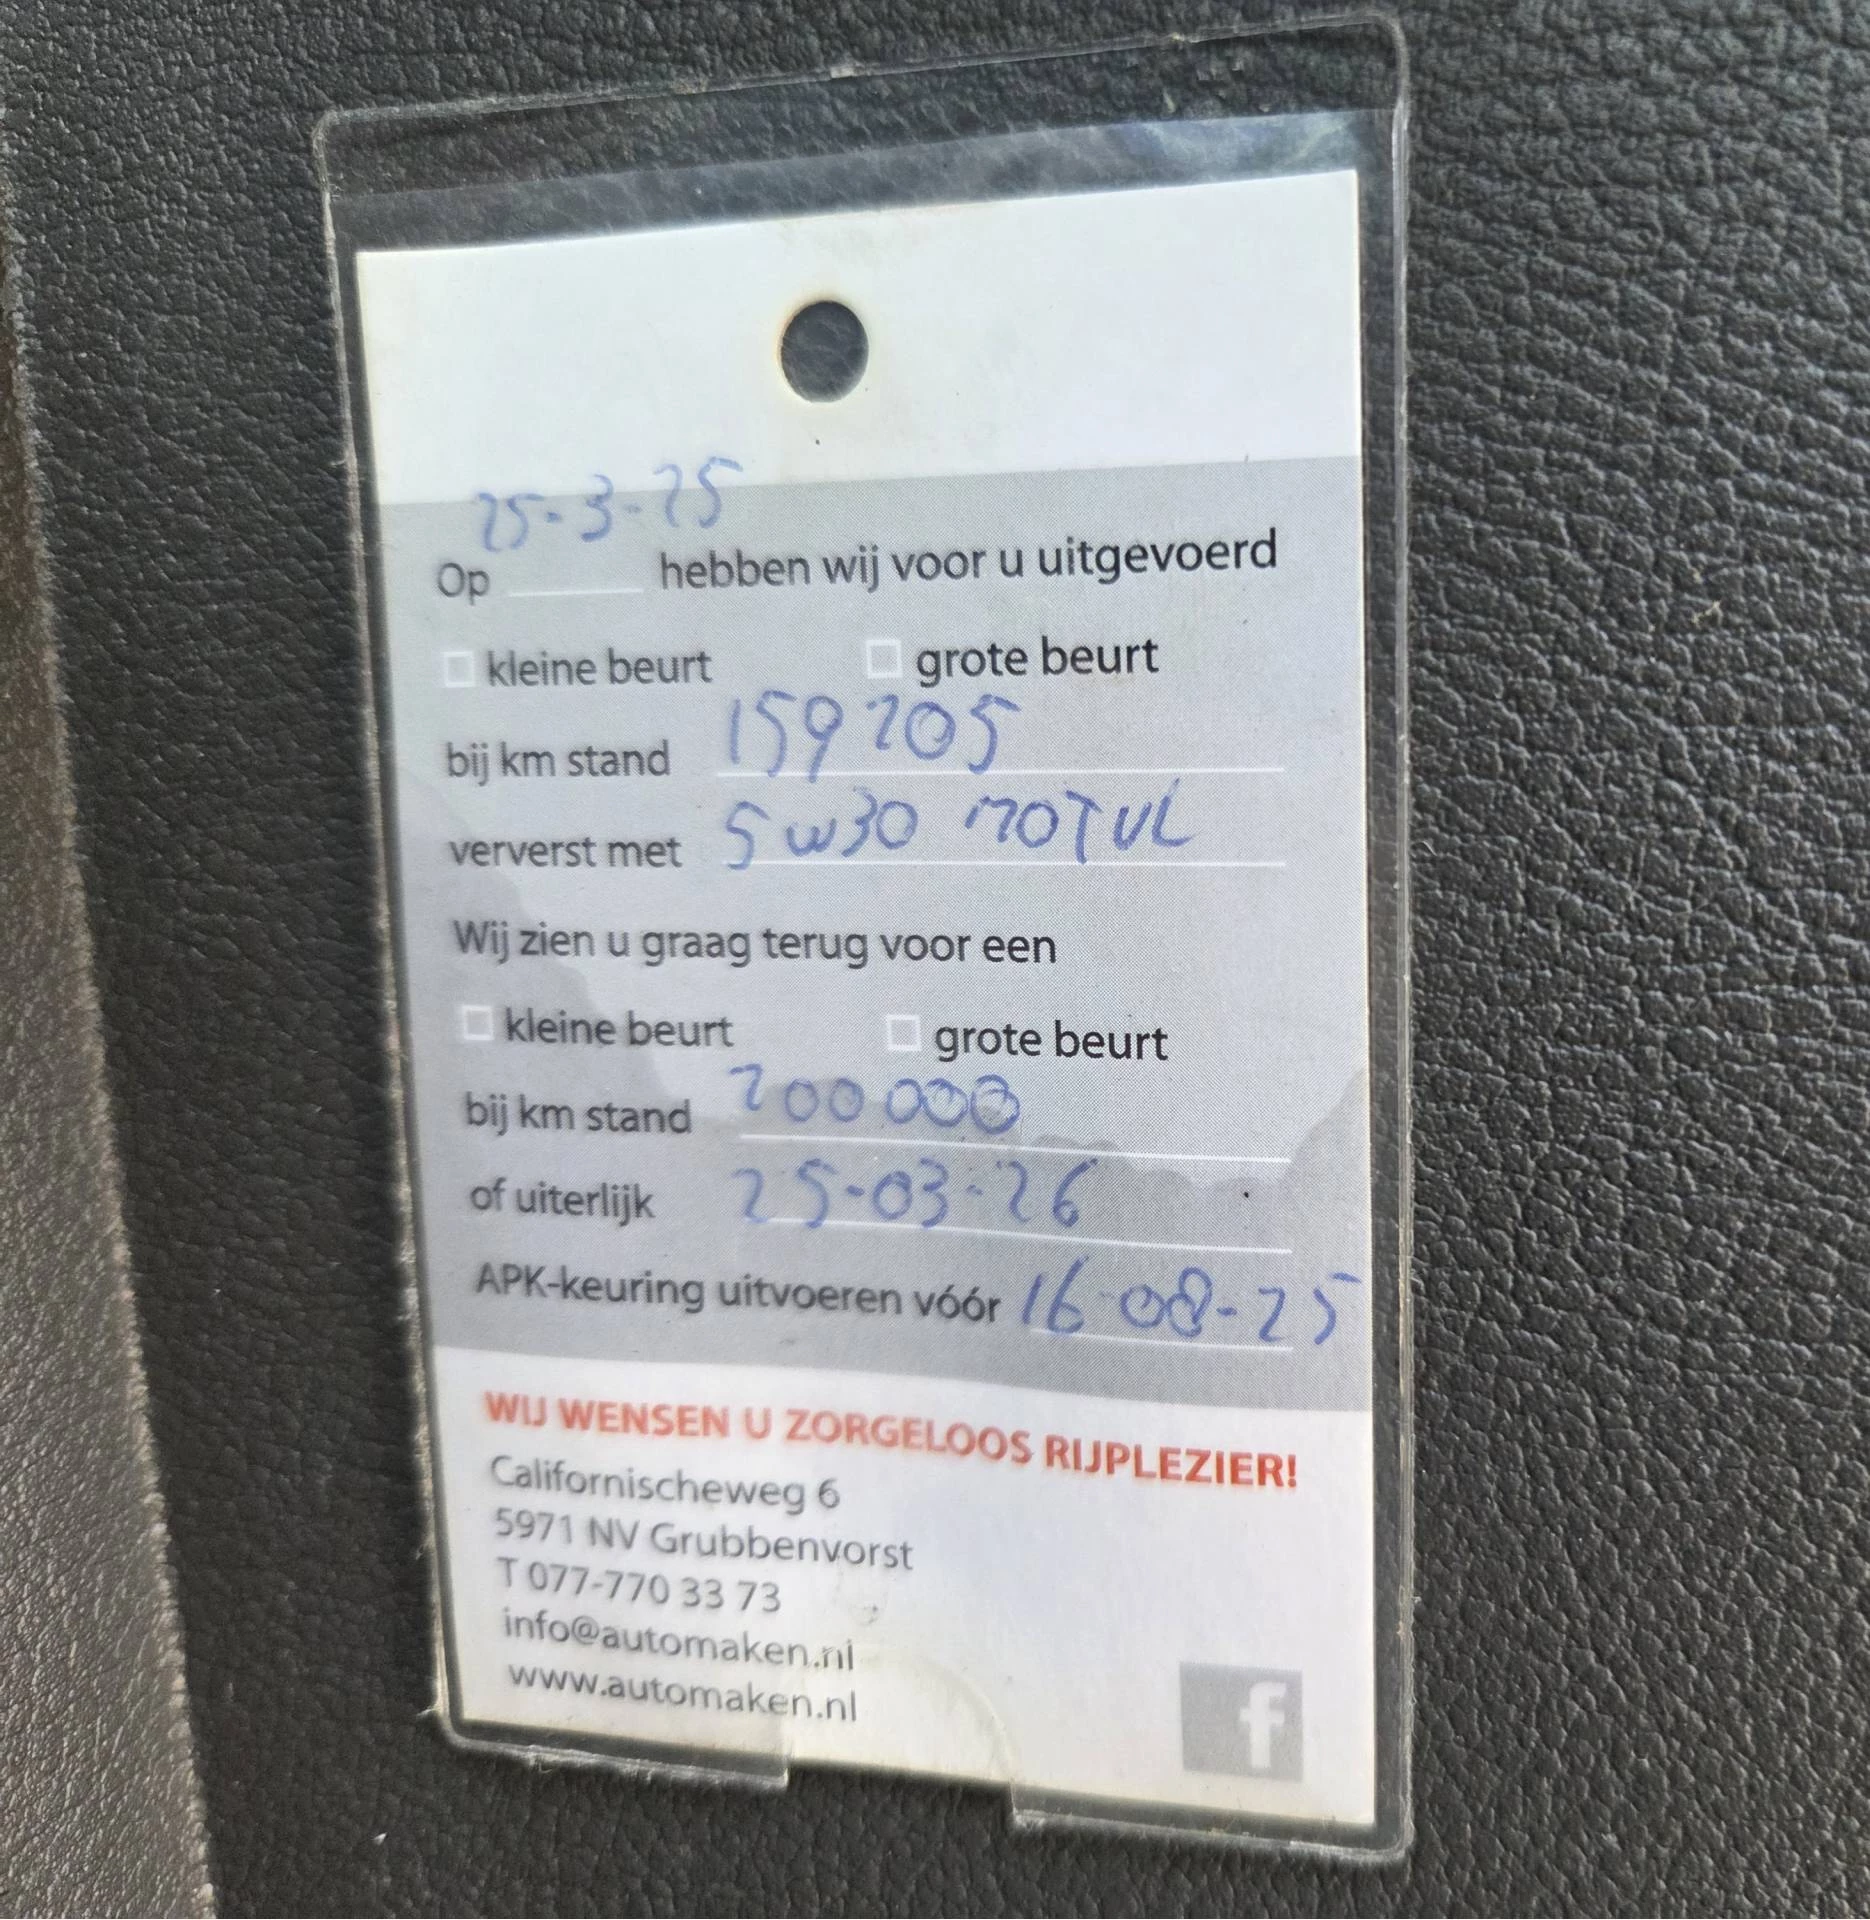 25-3-25
Op hebben wij voor u uitgevoerd
kleine beurt grote beurt
bij km stand 159205
ververst met 5w30 MOTUL
Wij zien u graag terug voor een
kleine beurt grote beurt
bij km stand 200000
of uiterlijk 25-03-26
APK-keuring uitvoeren vóór 16-08-25
WIJ WENSEN U ZORGELOOS RIJPLEZIER!
Californischeweg 6
5971 NV Grubbenvorst
T 077-770 33 73
info@automaken.nl
www.automaken.nl
f